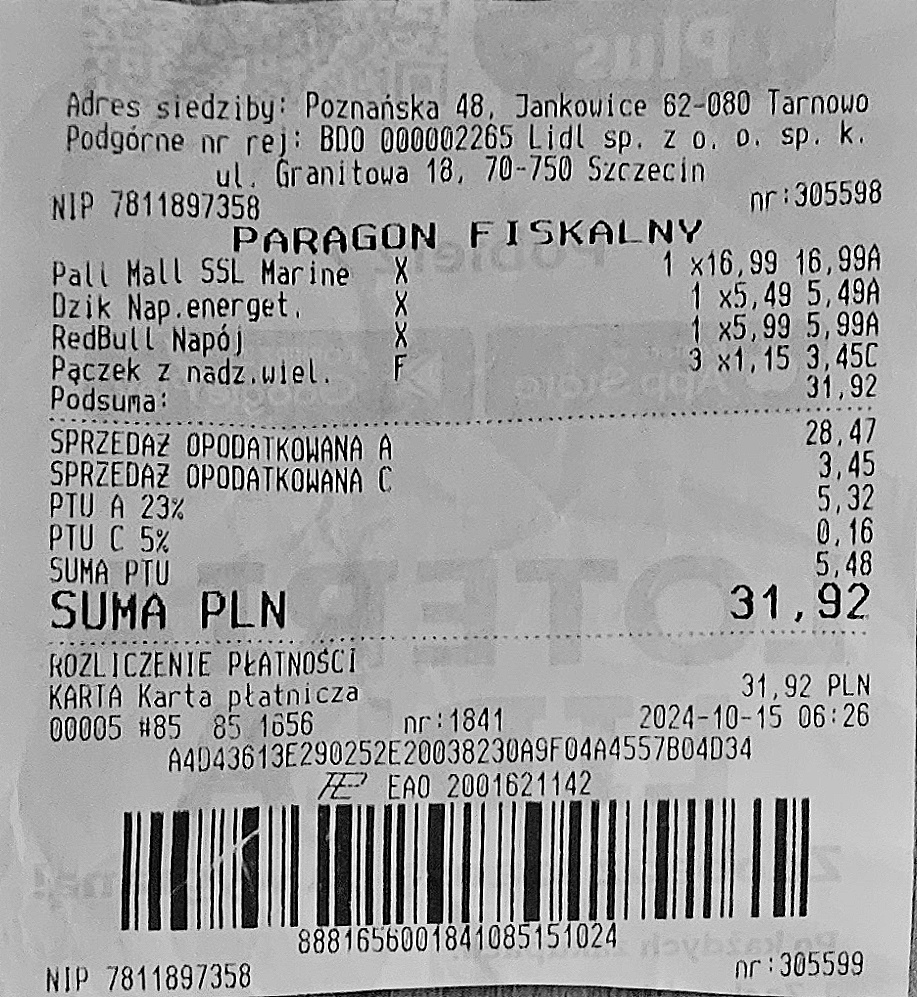 Plus
Adres siedziby: Poznańska 48, Jankowice 62-080 Tarnowo
Podgórne nr rej: BDO 000002265 Lidl sp. z o. o. sp. k.
ul. Granitowa 18, 70-750 Szczecin
NIP 7811897358 nr:305598
PARAGON FISKALNY
Pall Mall SSL Marine X 1 x16,99 16,99A
Dzik Nap.energet. X 1 x5,49 5,49A
RedBull Napój X 1 x5,99 5,99A
Pączek z nadz.wiel. F 3 x1,15 3,45C
Podsuma: 31,92
SPRZEDAŻ OPODATKOWANA A 28,47
SPRZEDAŻ OPODATKOWANA C 3,45
PTU A 23% 5,32
PTU C 5% 0,16
SUMA PTU 5,48
SUMA PLN 31,92
ROZLICZENIE PŁATNOŚCI
KARTA Karta płatnicza 31,92 PLN
00005 #85 85 1656 nr:1841 2024-10-15 06:26
A4D43613E290252E20038230A9F04A4557B04D34
EAO 2001621142
88816560018410851​51024
NIP 7811897358 nr:305599